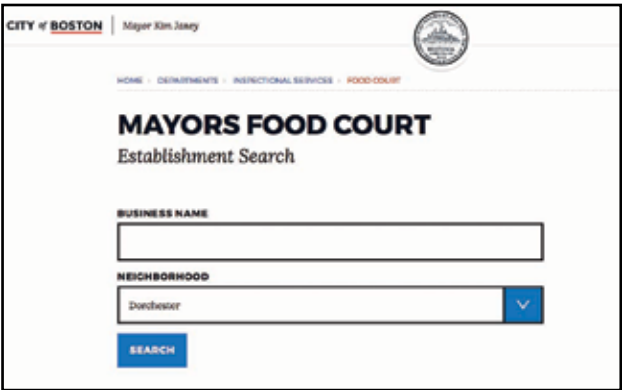 CITY of BOSTON
Mayor Kim Janey
HOME › DEPARTMENTS › INSPECTIONAL SERVICES › FOOD COURT
MAYORS FOOD COURT
Establishment Search
BUSINESS NAME
NEIGHBORHOOD
Dorchester
SEARCH